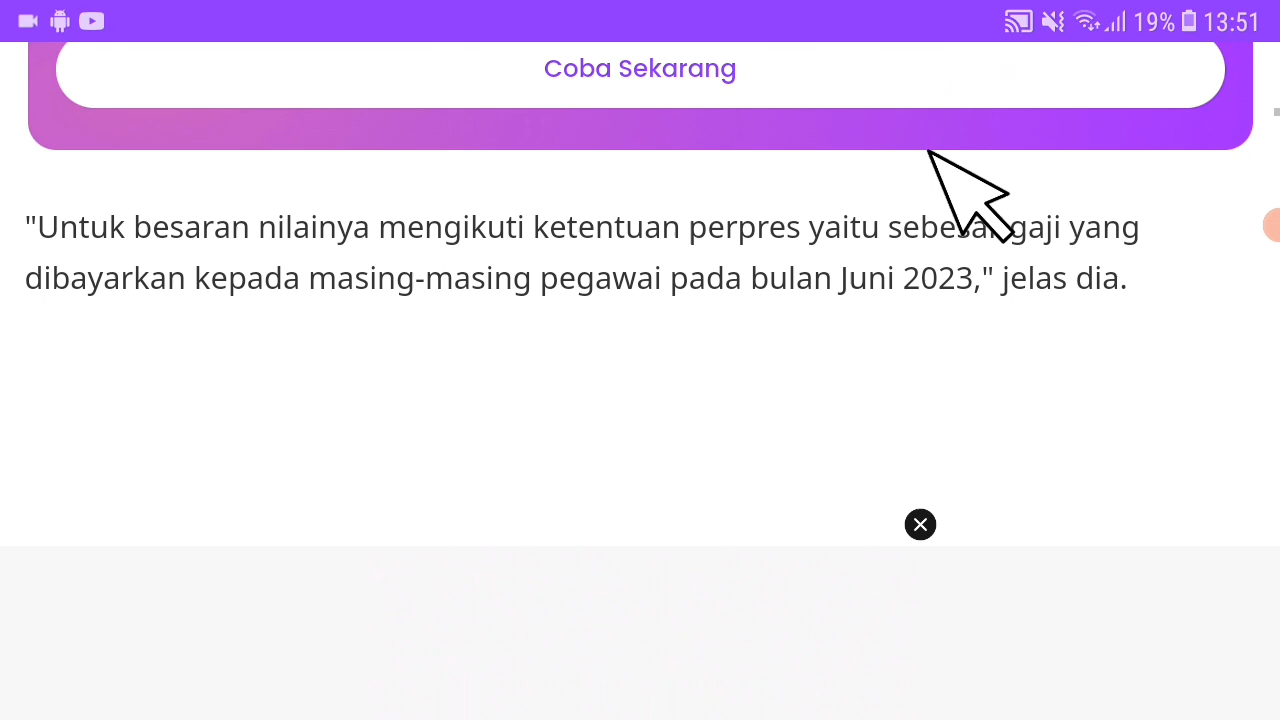 19% 13:51
Coba Sekarang
"Untuk besaran nilainya mengikuti ketentuan perpres yaitu sebesar gaji yang
dibayarkan kepada masing-masing pegawai pada bulan Juni 2023," jelas dia.